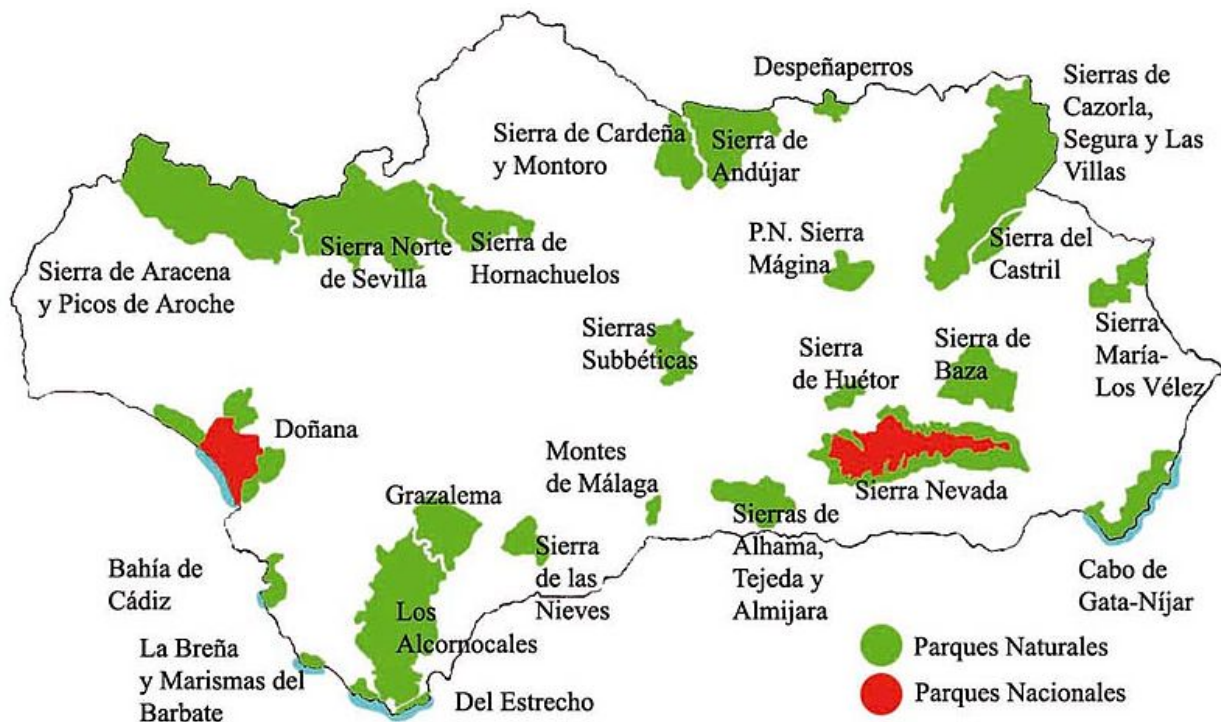 Despeñaperros
Sierras de
Cazorla,
Segura y Las
Villas
Sierra de Cardeña
y Montoro
Sierra de
Andújar
P.N. Sierra
Mágina
Sierra del
Castril
Sierra de Aracena
y Picos de Aroche
Sierra Norte
de Sevilla
Sierra de
Hornachuelos
Sierras
Subbéticas
Sierra
de Huétor
Sierra de
Baza
Sierra
María-
Los Vélez
Doñana
Montes
de Málaga
Sierra Nevada
Grazalema
Sierra
de las
Nieves
Sierras de
Alhama,
Tejeda y
Almijara
Bahía de
Cádiz
Los
Alcornocales
Cabo de
Gata-Níjar
La Breña
y Marismas del
Barbate
Del Estrecho
Parques Naturales
Parques Nacionales